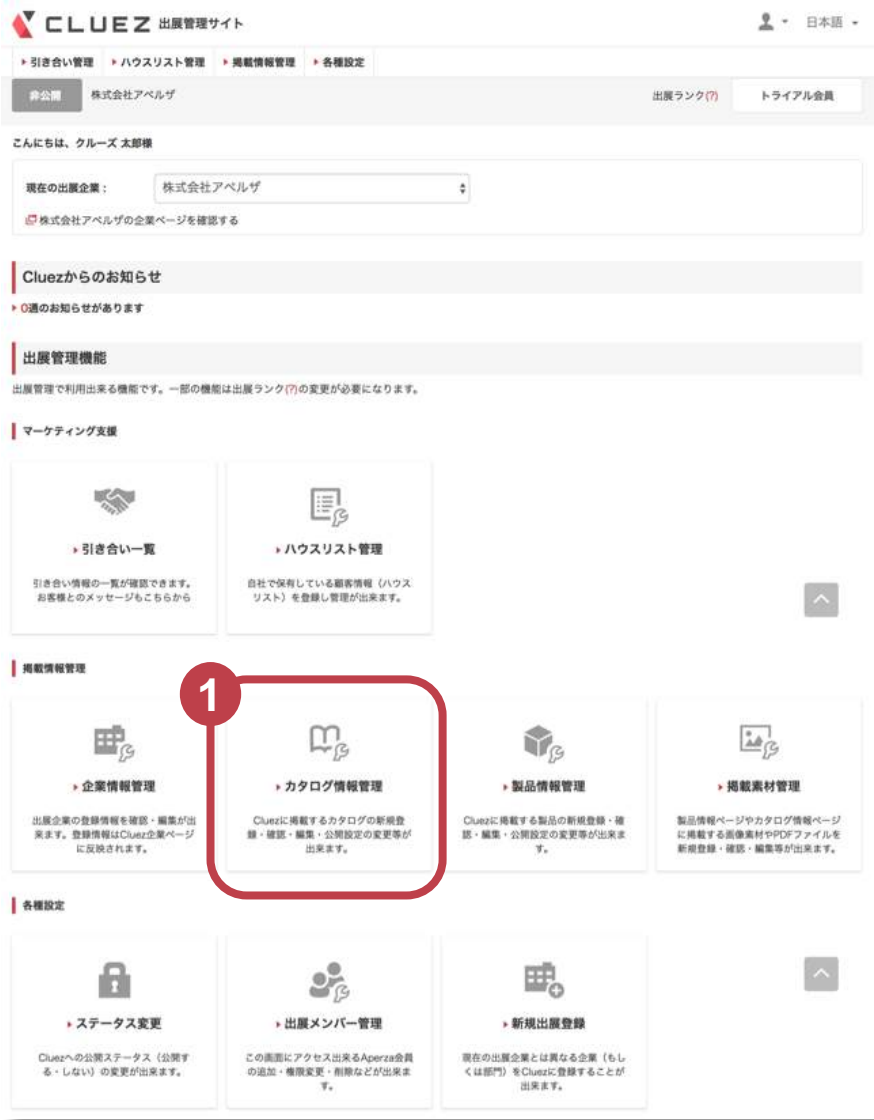 CLUEZ 出展管理サイト
日本語
引き合い管理 ハウスリスト管理 掲載情報管理 各種設定
非公開 株式会社アペルザ 出展ランク(?) トライアル会員
こんにちは、クルーズ 太郎様
現在の出展企業： 株式会社アペルザ
株式会社アペルザの企業ページを確認する
Cluezからのお知らせ
0通のお知らせがあります
出展管理機能
出展管理で利用出来る機能です。一部の機能は出展ランク(?)の変更が必要になります。
マーケティング支援
引き合い一覧
引き合い情報の一覧が確認できます。
お客様とのメッセージもこちらから
ハウスリスト管理
自社で保有している顧客情報（ハウス
リスト）を登録し管理が出来ます。
掲載情報管理
1
企業情報管理
出展企業の登録情報を確認・編集が出
来ます。登録情報はCluez企業ページ
に反映されます。
カタログ情報管理
Cluezに掲載するカタログの新規登
録・確認・編集・公開設定の変更等が
出来ます。
製品情報管理
Cluezに掲載する製品の新規登録・確
認・編集・公開設定の変更等が出来ま
す。
掲載素材管理
製品情報ページやカタログ情報ページ
に掲載する画像素材やPDFファイルを
新規登録・確認・編集等が出来ます。
各種設定
ステータス変更
Cluezへの公開ステータス（公開す
る・しない）の変更が出来ます。
出展メンバー管理
この画面にアクセス出来るAperza会員
の追加・権限変更・削除などが出来ま
す。
新規出展登録
現在の出展企業とは異なる企業（もし
くは部門）をCluezに登録することが
出来ます。